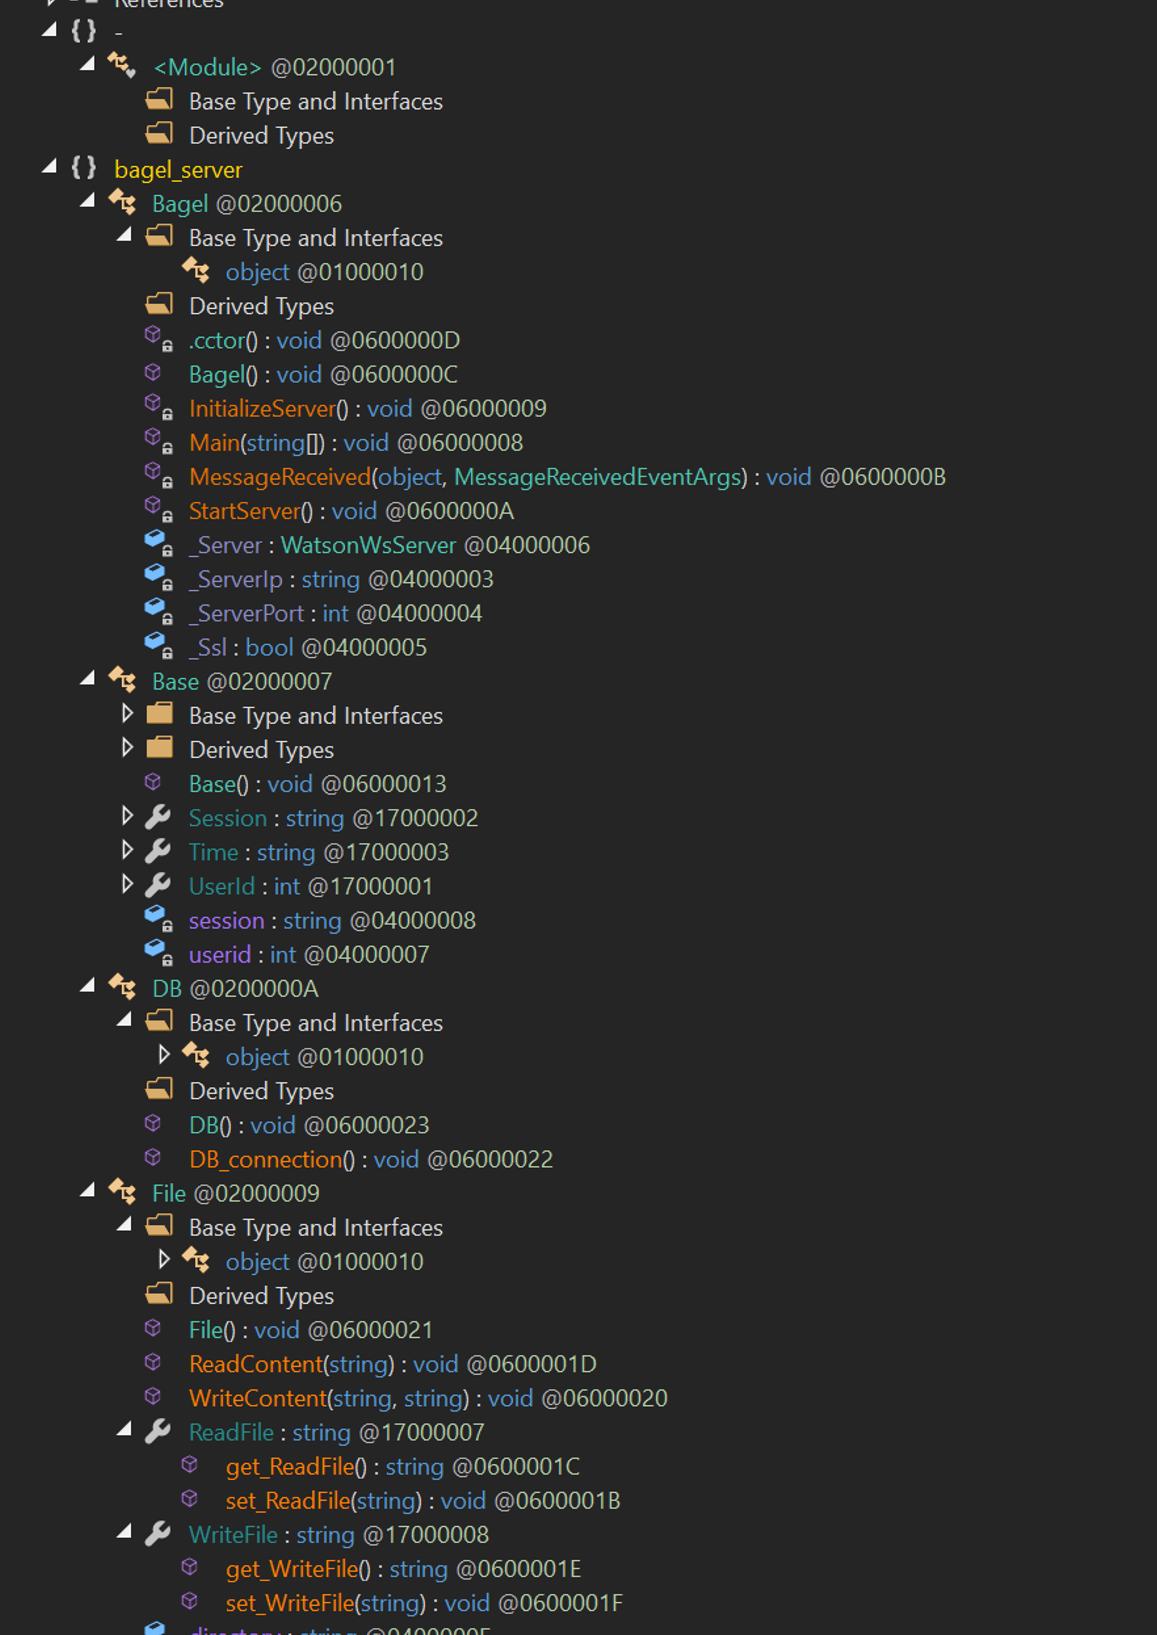 References
{} -
<Module> @02000001
Base Type and Interfaces
Derived Types
{} bagel_server
Bagel @02000006
Base Type and Interfaces
object @01000010
Derived Types
.cctor() : void @0600000D
Bagel() : void @0600000C
InitializeServer() : void @06000009
Main(string[]) : void @06000008
MessageReceived(object, MessageReceivedEventArgs) : void @0600000B
StartServer() : void @0600000A
_Server : WatsonWsServer @04000006
_ServerIp : string @04000003
_ServerPort : int @04000004
_Ssl : bool @04000005
Base @02000007
Base Type and Interfaces
Derived Types
Base() : void @06000013
Session : string @17000002
Time : string @17000003
UserId : int @17000001
session : string @04000008
userid : int @04000007
DB @0200000A
Base Type and Interfaces
object @01000010
Derived Types
DB() : void @06000023
DB_connection() : void @06000022
File @02000009
Base Type and Interfaces
object @01000010
Derived Types
File() : void @06000021
ReadContent(string) : void @0600001D
WriteContent(string, string) : void @06000020
ReadFile : string @17000007
get_ReadFile() : string @0600001C
set_ReadFile(string) : void @0600001B
WriteFile : string @17000008
get_WriteFile() : string @0600001E
set_WriteFile(string) : void @0600001F
directory : string